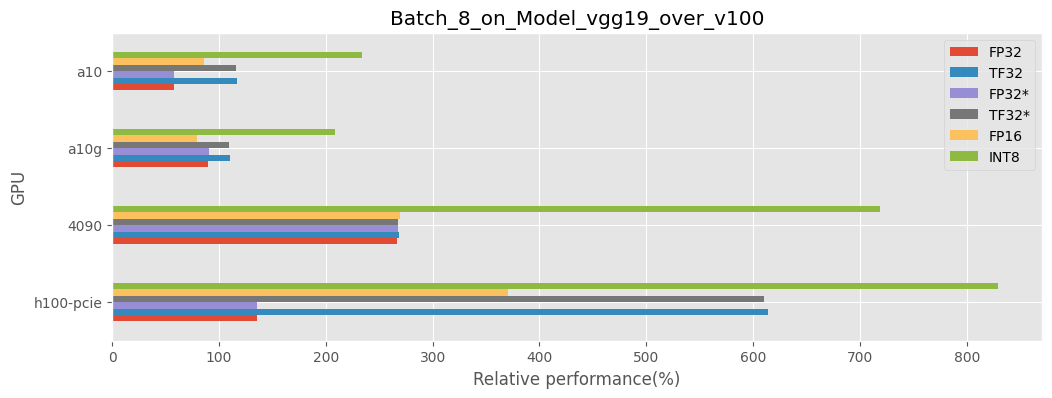 Batch_8_on_Model_vgg19_over_v100
FP32
TF32
FP32*
TF32*
FP16
INT8
a10
a10g
4090
h100-pcie
GPU
0 100 200 300 400 500 600 700 800
Relative performance(%)